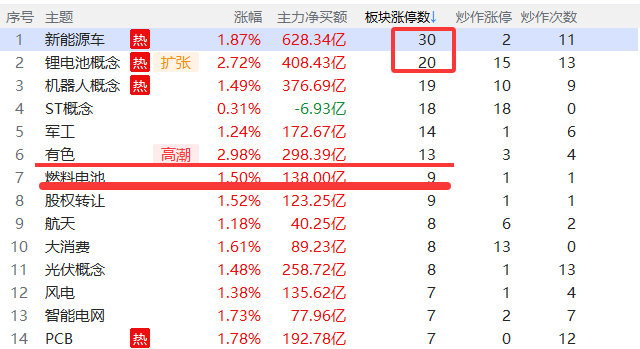 序号 主题 涨幅 主力净买额 板块涨停数↓ 炒作涨停 炒作次数
1 新能源车 热 1.87% 628.34亿 30 2 11
2 锂电池概念 热 扩张 2.72% 408.43亿 20 15 13
3 机器人概念 热 1.49% 376.69亿 19 10 9
4 ST概念 0.31% -6.93亿 18 18 0
5 军工 1.24% 172.67亿 14 1 6
6 有色 高潮 2.98% 298.39亿 13 3 4
7 燃料电池 1.50% 138.00亿 9 1 1
8 股权转让 1.52% 123.25亿 9 1 1
9 航天 1.18% 40.25亿 8 6 2
10 大消费 1.61% 89.23亿 8 13 0
11 光伏概念 1.48% 258.72亿 8 1 13
12 风电 1.38% 135.62亿 7 1 4
13 智能电网 1.73% 77.96亿 7 2 7
14 PCB 热 1.78% 192.78亿 7 0 12